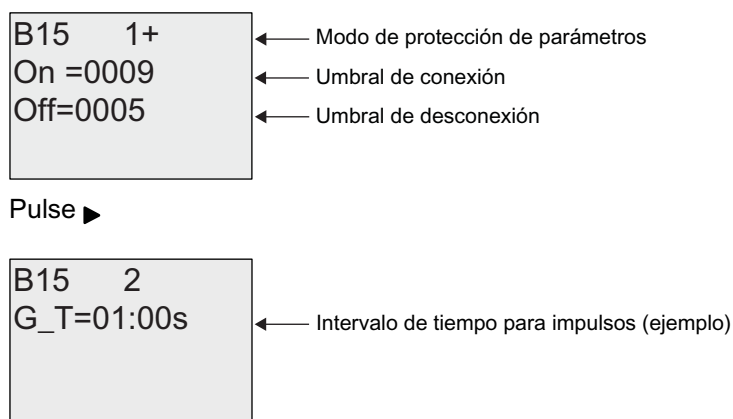 B15 1+ Modo de protección de parámetros
On =0009 Umbral de conexión
Off=0005 Umbral de desconexión
Pulse
B15 2
G_T=01:00s Intervalo de tiempo para impulsos (ejemplo)